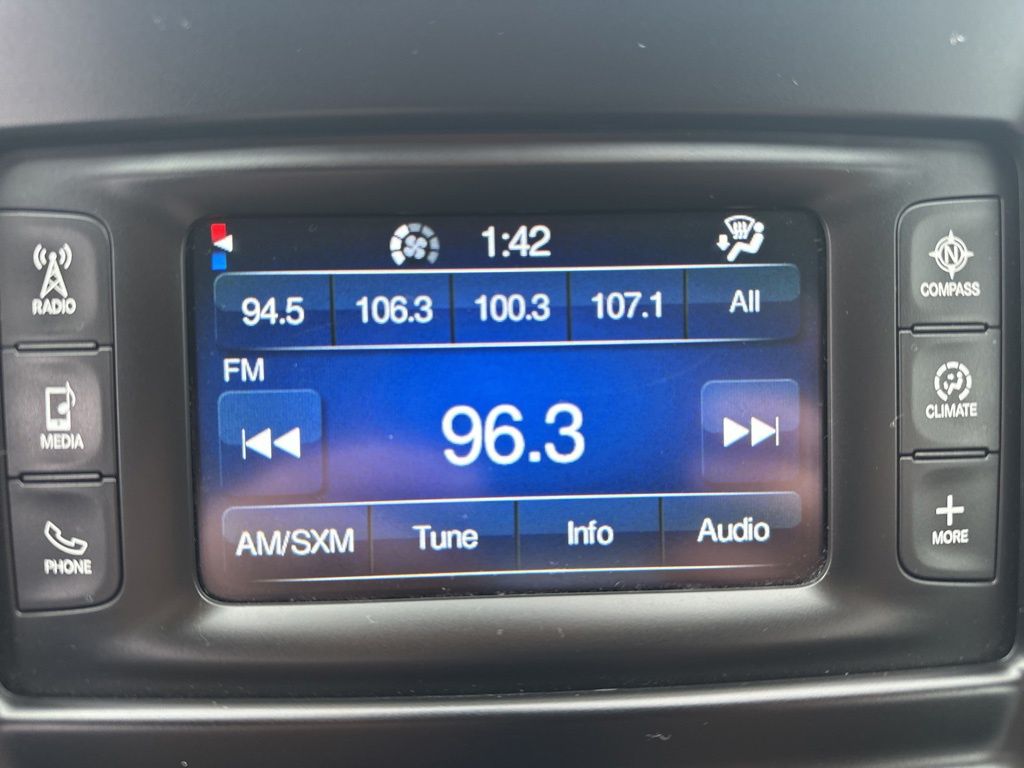 1:42
94.5 106.3 100.3 107.1 All
FM
96.3
AM/SXM Tune Info Audio
RADIO
MEDIA
PHONE
N
COMPASS
CLIMATE
MORE